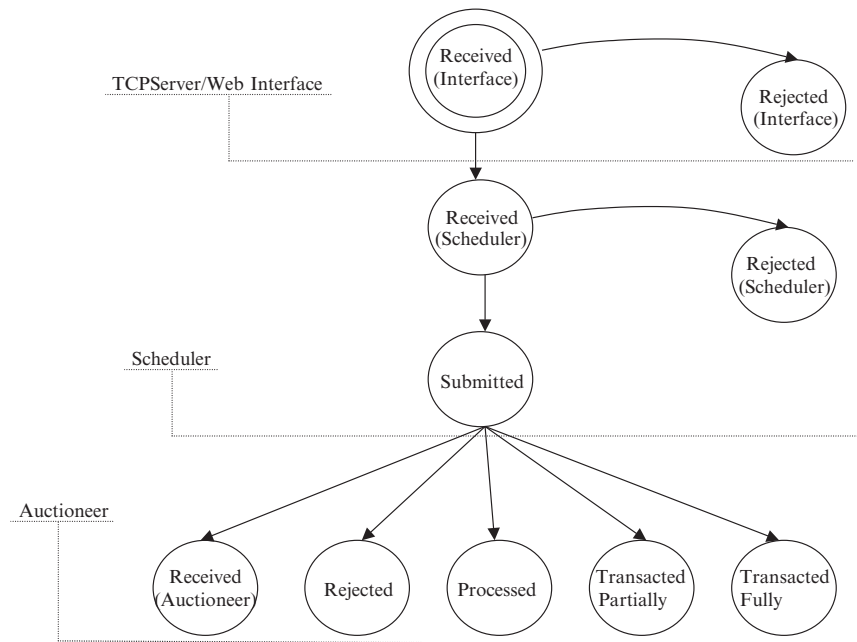 Received
(Interface)
TCPServer/Web Interface
Rejected
(Interface)
Received
(Scheduler)
Rejected
(Scheduler)
Scheduler
Submitted
Auctioneer
Received
(Auctioneer)
Rejected
Processed
Transacted
Partially
Transacted
Fully